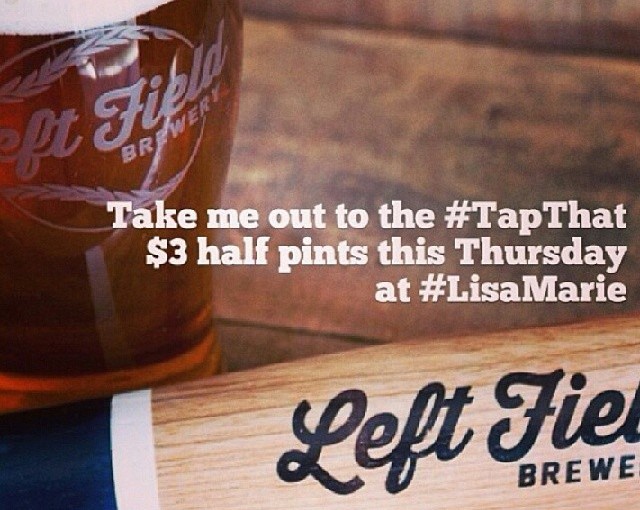 eft Field
BREWERY
Take me out to the #TapThat
$3 half pints this Thursday
at #LisaMarie
Left Fiel
BREWE